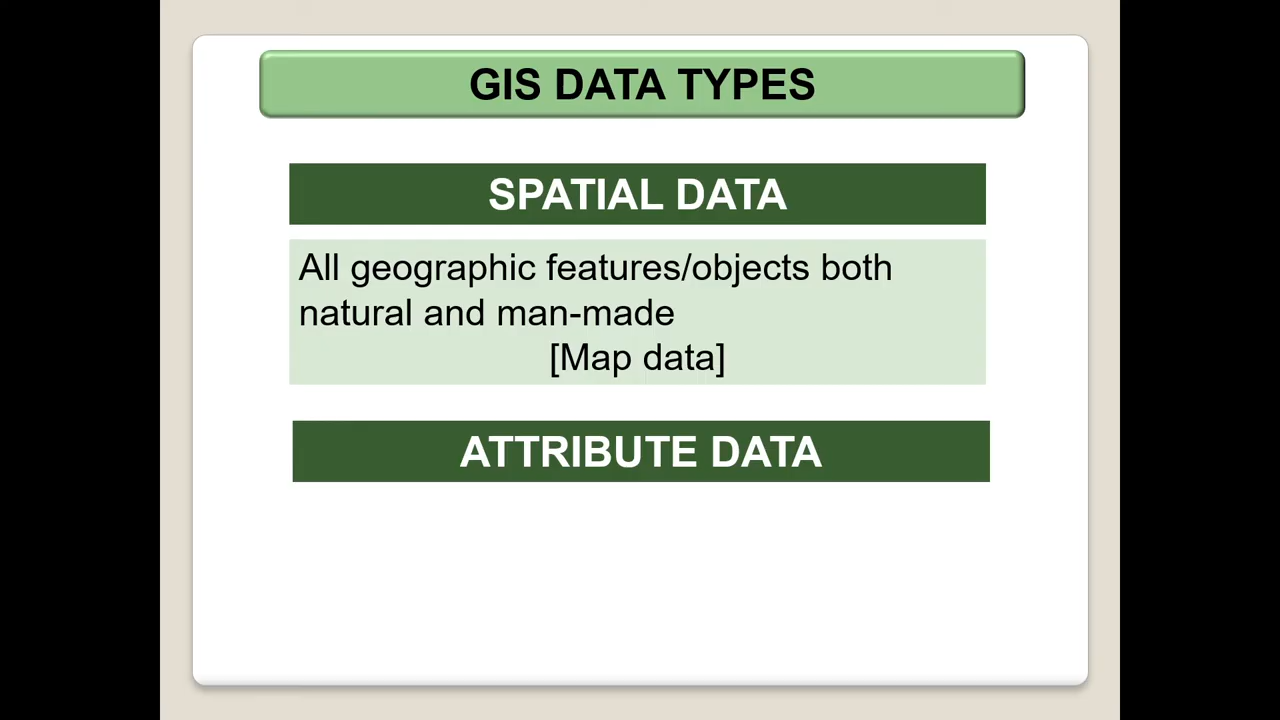 GIS DATA TYPES
SPATIAL DATA
All geographic features/objects both
natural and man-made
[Map data]
ATTRIBUTE DATA